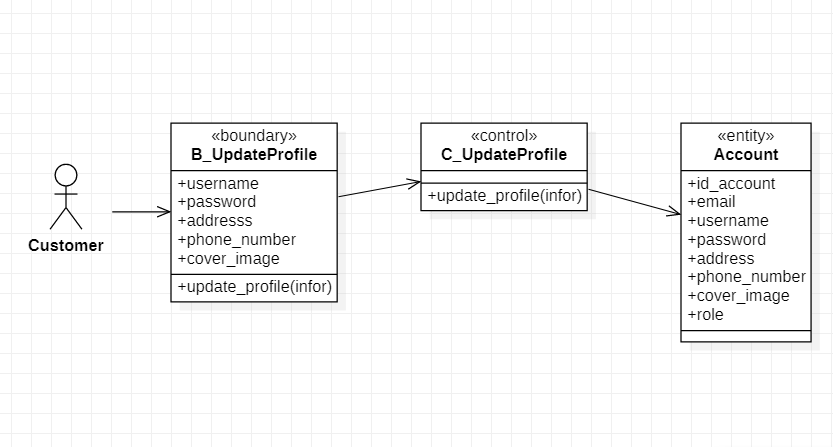 Customer
«boundary»
B_UpdateProfile
+username
+password
+addresss
+phone_number
+cover_image
+update_profile(infor)
«control»
C_UpdateProfile
+update_profile(infor)
«entity»
Account
+id_account
+email
+username
+password
+address
+phone_number
+cover_image
+role